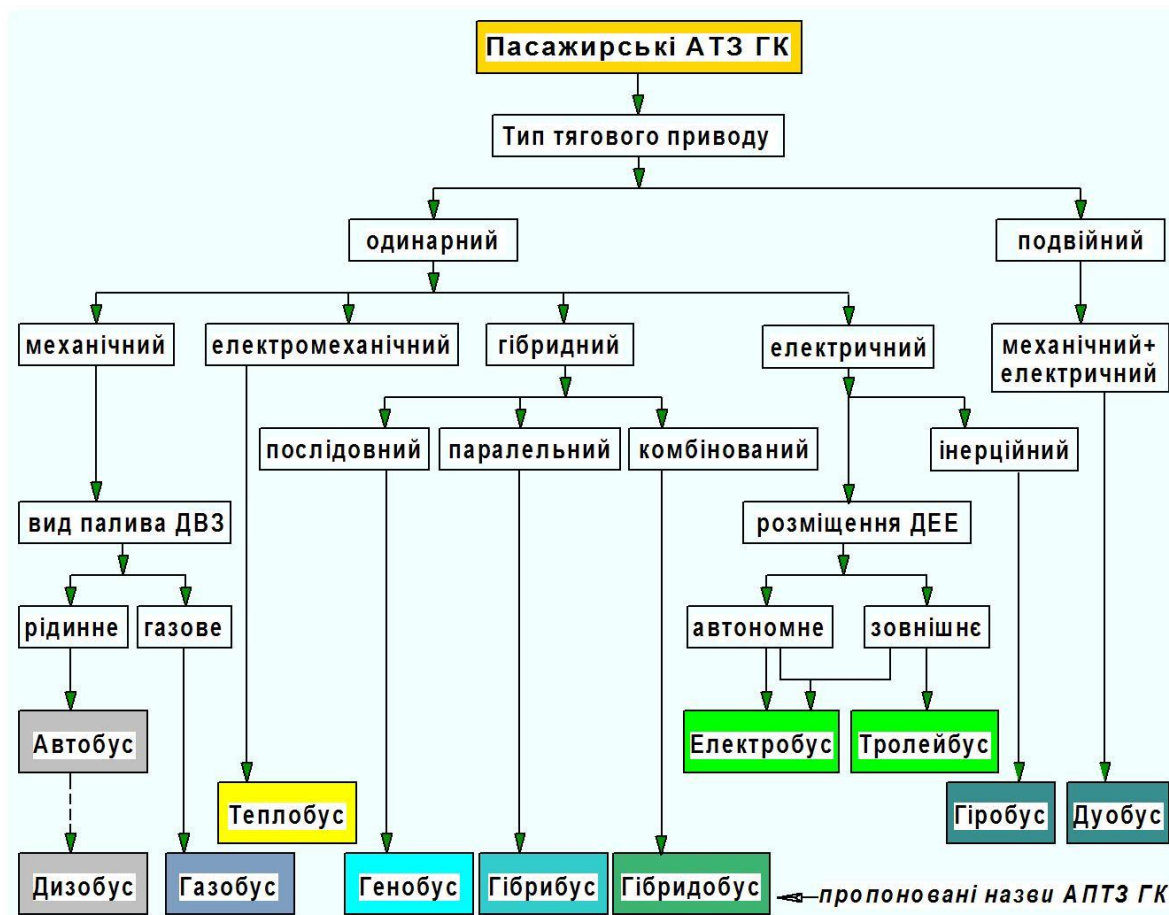 Пасажирські АТЗ ГК
Тип тягового приводу
одинарний
подвійний
механічний
електромеханічний
гібридний
електричний
механічний+
електричний
послідовний
паралельний
комбінований
інерційний
вид палива ДВЗ
розміщення ДЕЕ
рідинне
газове
автономне
зовнішнє
Автобус
Електробус
Тролейбус
Теплобус
Гіробус
Дуобус
Дизобус
Газобус
Генобус
Гібрибус
Гібридобус
пропоновані назви АПТЗ ГК